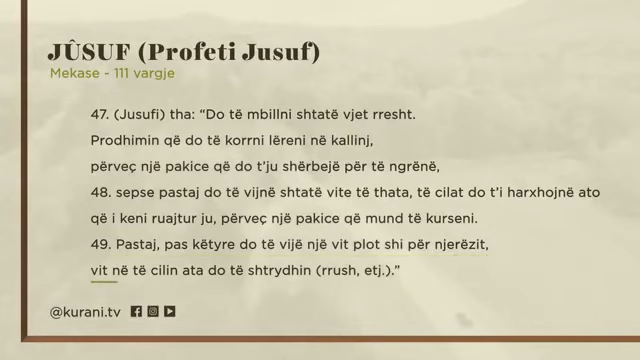 JÛSUF (Profeti Jusuf)
Mekase - 111 vargje
47. (Jusufi) tha: “Do të mbillni shtatë vjet rresht.
Prodhimin që do të korrni lëreni në kallinj,
përveç një pakice që do t’ju shërbejë për të ngrënë,
48. sepse pastaj do të vijnë shtatë vite të thata, të cilat do t’i harxhojnë ato
që i keni ruajtur ju, përveç një pakice që mund të kurseni.
49. Pastaj, pas këtyre do të vijë një vit plot shi për njerëzit,
vit në të cilin ata do të shtrydhin (rrush, etj.).”
@kurani.tv